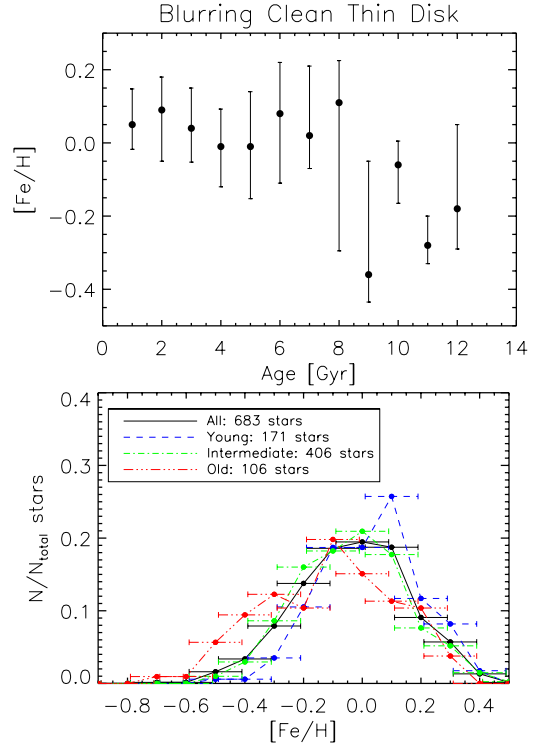 Blurring Clean Thin Disk
0.2
0.0
−0.2
−0.4
[Fe/H]
0 2 4 6 8 10 12 14
Age [Gyr]
0.4
0.3
0.2
0.1
0.0
N/N_total stars
All: 683 stars
Young: 171 stars
Intermediate: 406 stars
Old: 106 stars
−0.8 −0.6 −0.4 −0.2 0.0 0.2 0.4
[Fe/H]